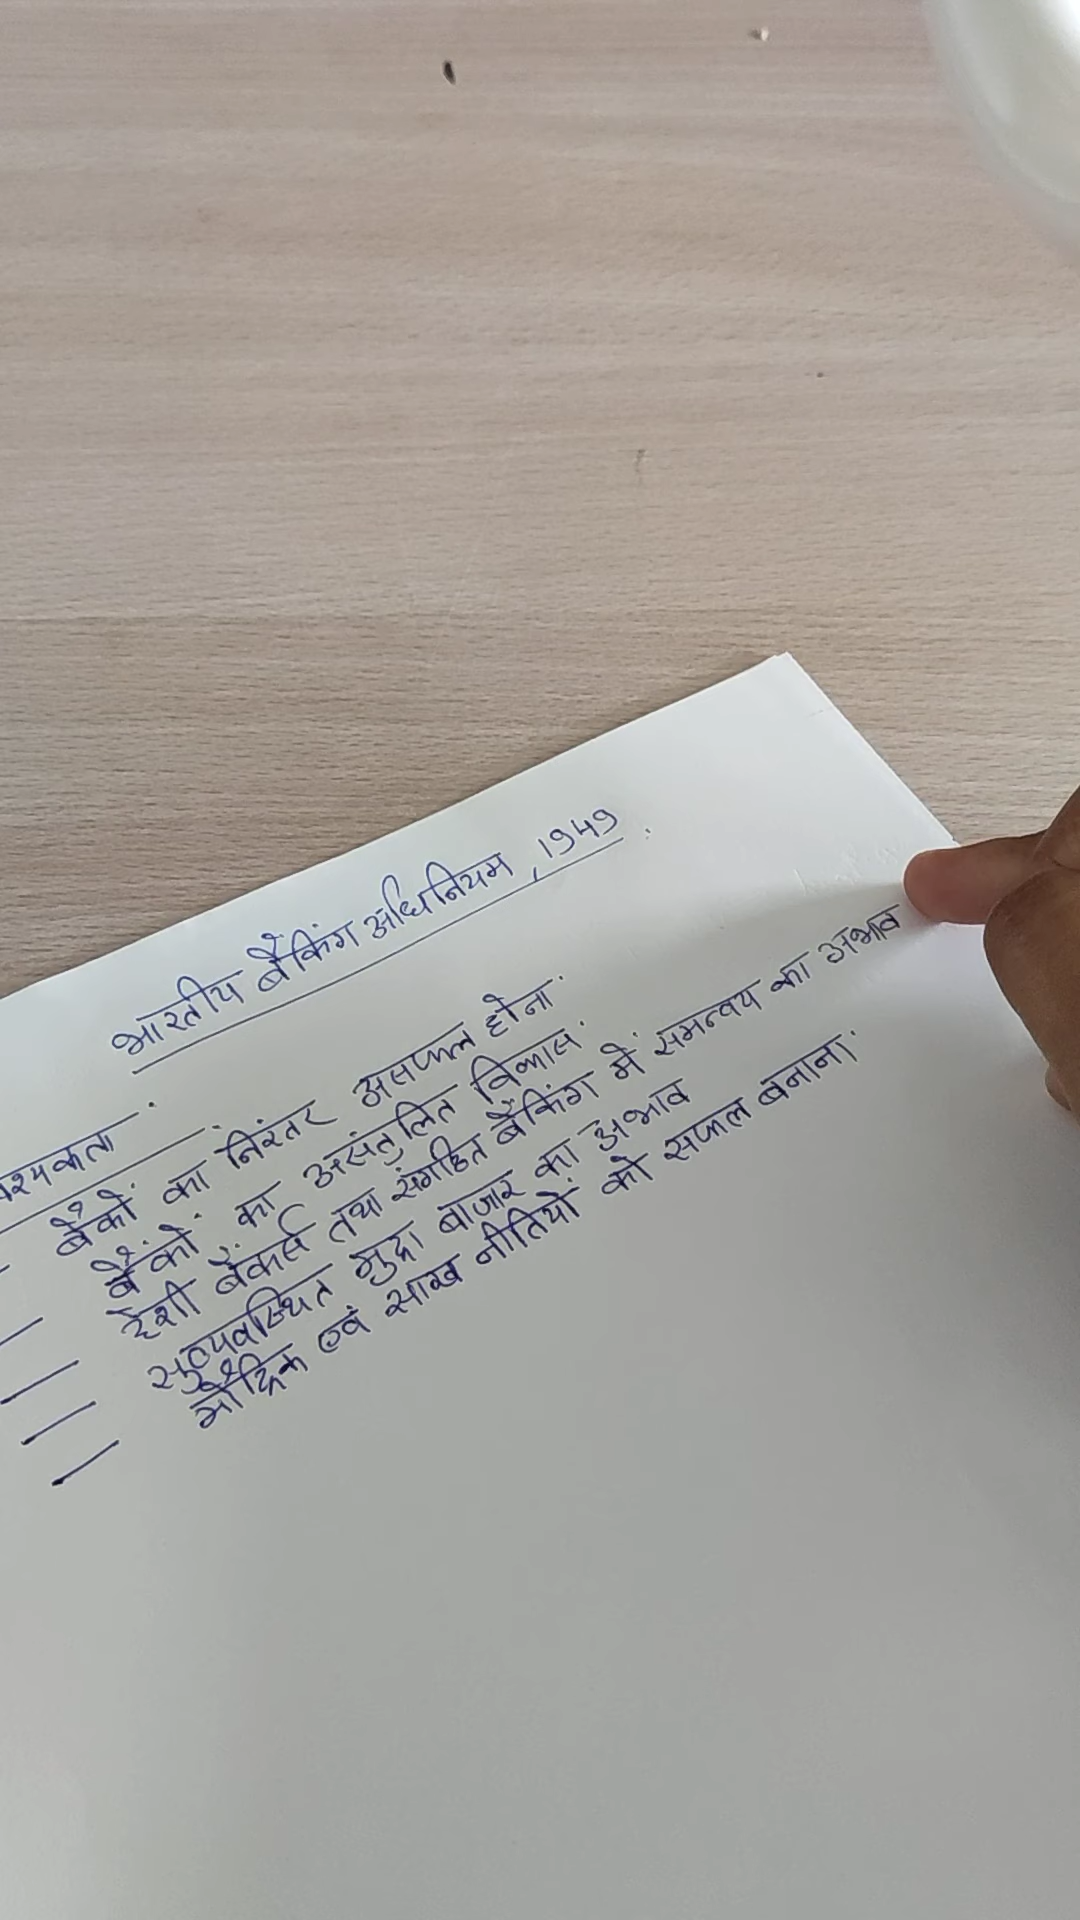 भारतीय बैंकिंग अधिनियम, 1949
श्यकता
बैंकों का निरंतर असफल होना
बैंकों का असंतुलित विकास
देशी बैंकर्स तथा संगठित बैंकिंग में समन्वय का अभाव
सुव्यवस्थित मुद्रा बाजार का अभाव
मौद्रिक एवं साख नीतियों को सफल बनाना